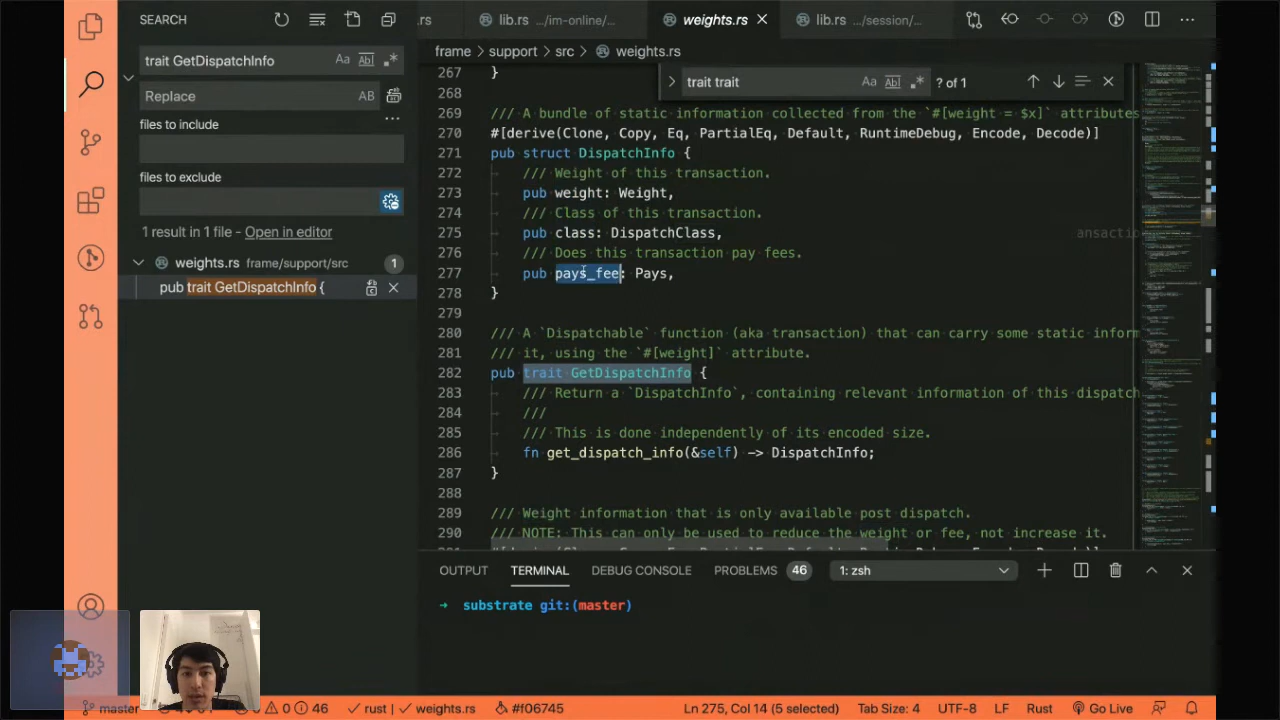 SEARCH
trait GetDispatchInfo
Aa
Replace
AB
files to include
files to exclude
1 result in 1 file - Open in editor
weights.rs frame/support/src
1
pub trait GetDispatchInfo {
.rs
lib.rs .../im-online/...
weights.rs
lib.rs .../session/...
frame > support > src > weights.rs
trait trait
Aa
? of 1
267 }
268
/// A bundle of static information collected from the `#[weight = $x]` attributes
270 #[derive(Clone, Copy, Eq, PartialEq, Default, RuntimeDebug, Encode, Decode)]
271 pub struct DispatchInfo {
272 /// Weight of this transaction.
273 pub weight: Weight,
274 /// Class of this transaction.
275 pub class: DispatchClass,
ansaction
276 /// Does this transaction pay fees.
277 pub pays_fee: Pays,
278 }
279
280 /// A `Dispatchable` function (aka transaction) that can carry some static inform
281 /// it, using the `#[weight]` attribute.
282 pub trait GetDispatchInfo {
283 /// Return a `DispatchInfo`, containing relevant information of this dispatch
284 ///
285 /// This is done independently of its encoded size.
286 fn get_dispatch_info(&self) -> DispatchInfo;
287 }
288
289 /// Weight information that is only available post dispatch.
290 /// NOTE: This can only be used to reduce the weight or fee, not increase it.
OUTPUT
TERMINAL
DEBUG CONSOLE
PROBLEMS 46
1: zsh
→ substrate git:(master)
master
0
46
rust
weights.rs
#f06745
Ln 275, Col 14 (5 selected)
Tab Size: 4
UTF-8
LF
Rust
Go Live